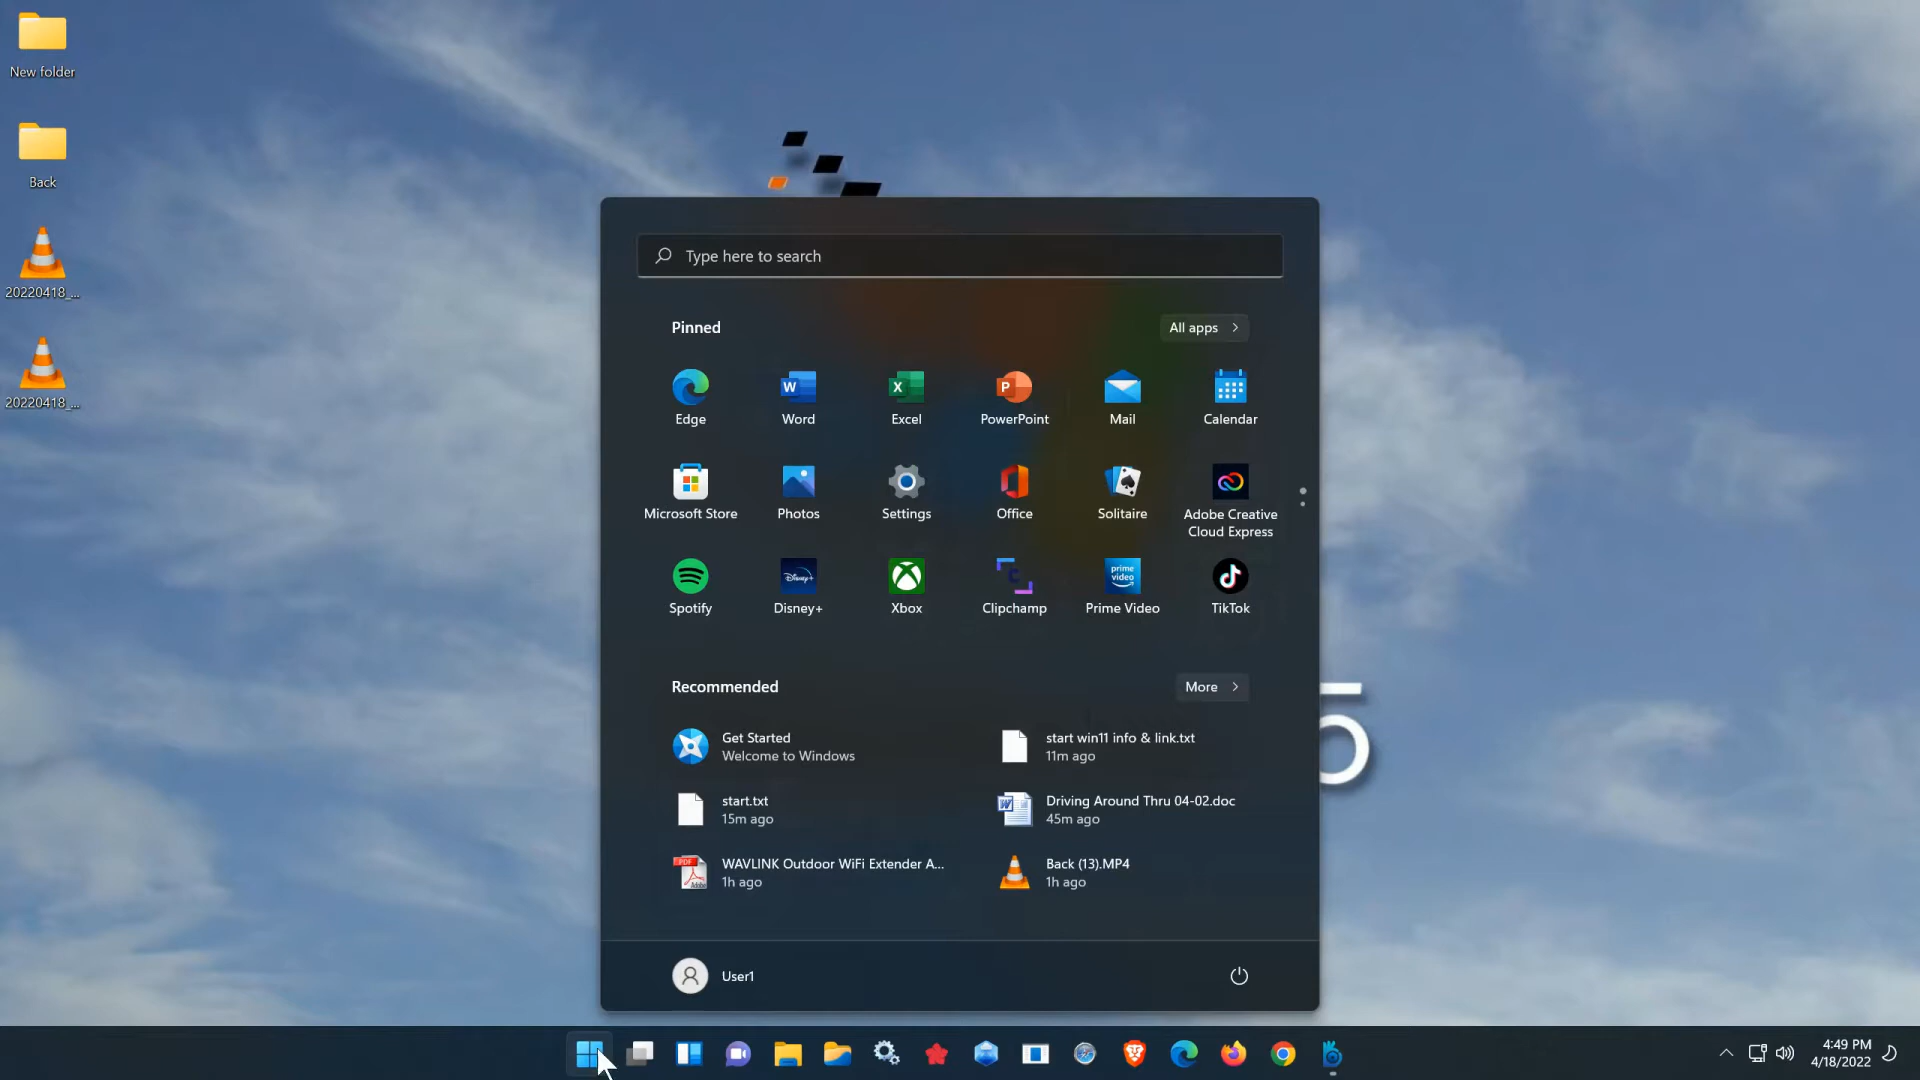 New folder
Back
20220418_...
20220418_...
Type here to search
Pinned
All apps
Edge
Word
Excel
PowerPoint
Mail
Calendar
Microsoft Store
Photos
Settings
Office
Solitaire
Adobe Creative
Cloud Express
Spotify
Disney+
Xbox
Clipchamp
prime
video
Prime Video
TikTok
Recommended
More
Get Started
Welcome to Windows
start win11 info & link.txt
11m ago
start.txt
15m ago
Driving Around Thru 04-02.doc
45m ago
WAVLINK Outdoor WiFi Extender A...
1h ago
Back (13).MP4
1h ago
User1
4:49 PM
4/18/2022